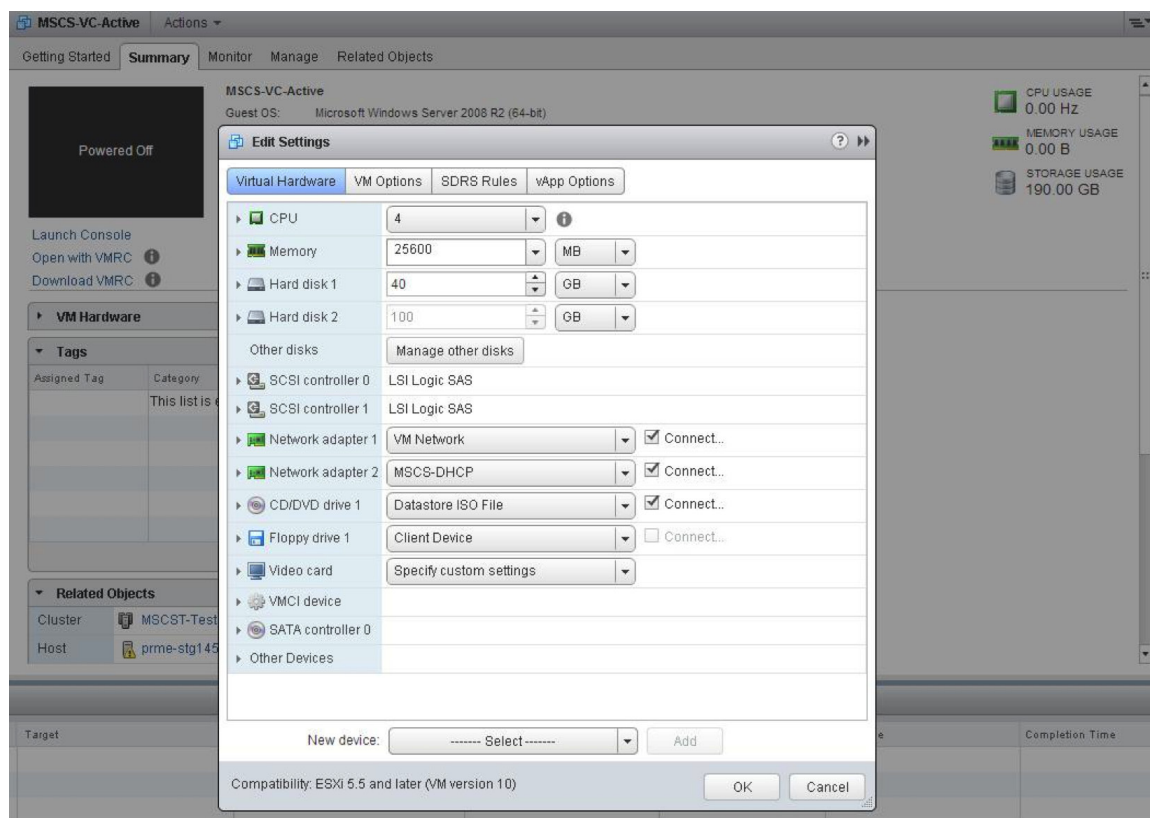 MSCS-VC-Active Actions
Getting Started Summary Monitor Manage Related Objects
Powered Off
MSCS-VC-Active
Guest OS: Microsoft Windows Server 2008 R2 (64-bit)
CPU USAGE
0.00 Hz
MEMORY USAGE
0.00 B
STORAGE USAGE
190.00 GB
Launch Console
Open with VMRC
Download VMRC
VM Hardware
Tags
Assigned Tag Category
This list is
Related Objects
Cluster MSCST-Test
Host prme-stg145
Edit Settings
Virtual Hardware VM Options SDRS Rules vApp Options
CPU 4
Memory 25600 MB
Hard disk 1 40 GB
Hard disk 2 100 GB
Other disks Manage other disks
SCSI controller 0 LSI Logic SAS
SCSI controller 1 LSI Logic SAS
Network adapter 1 VM Network Connect...
Network adapter 2 MSCS-DHCP Connect...
CD/DVD drive 1 Datastore ISO File Connect...
Floppy drive 1 Client Device Connect...
Video card Specify custom settings
VMCI device
SATA controller 0
Other Devices
New device: ------- Select ------- Add
Compatibility: ESXi 5.5 and later (VM version 10) OK Cancel
Target Completion Time